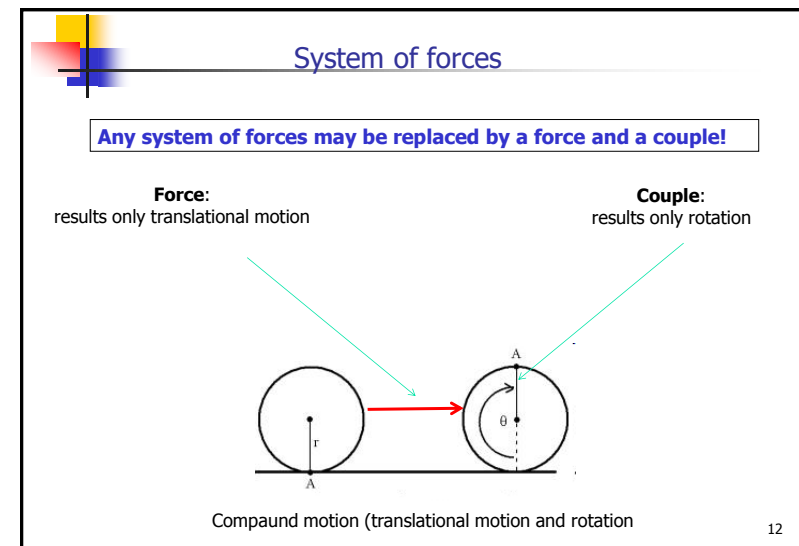 System of forces
Any system of forces may be replaced by a force and a couple!
Force:
results only translational motion
Couple:
results only rotation
A
θ
r
A
Compaund motion (translational motion and rotation
12